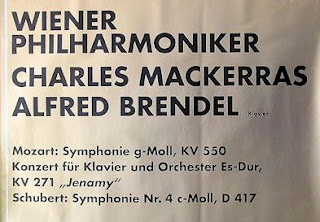 WIENER
PHILHARMONIKER
CHARLES MACKERRAS
ALFRED BRENDEL Klavier
Mozart: Symphonie g-Moll, KV 550
Konzert für Klavier und Orchester Es-Dur,
KV 271 „Jenamy“
Schubert: Symphonie Nr. 4 c-Moll, D 417